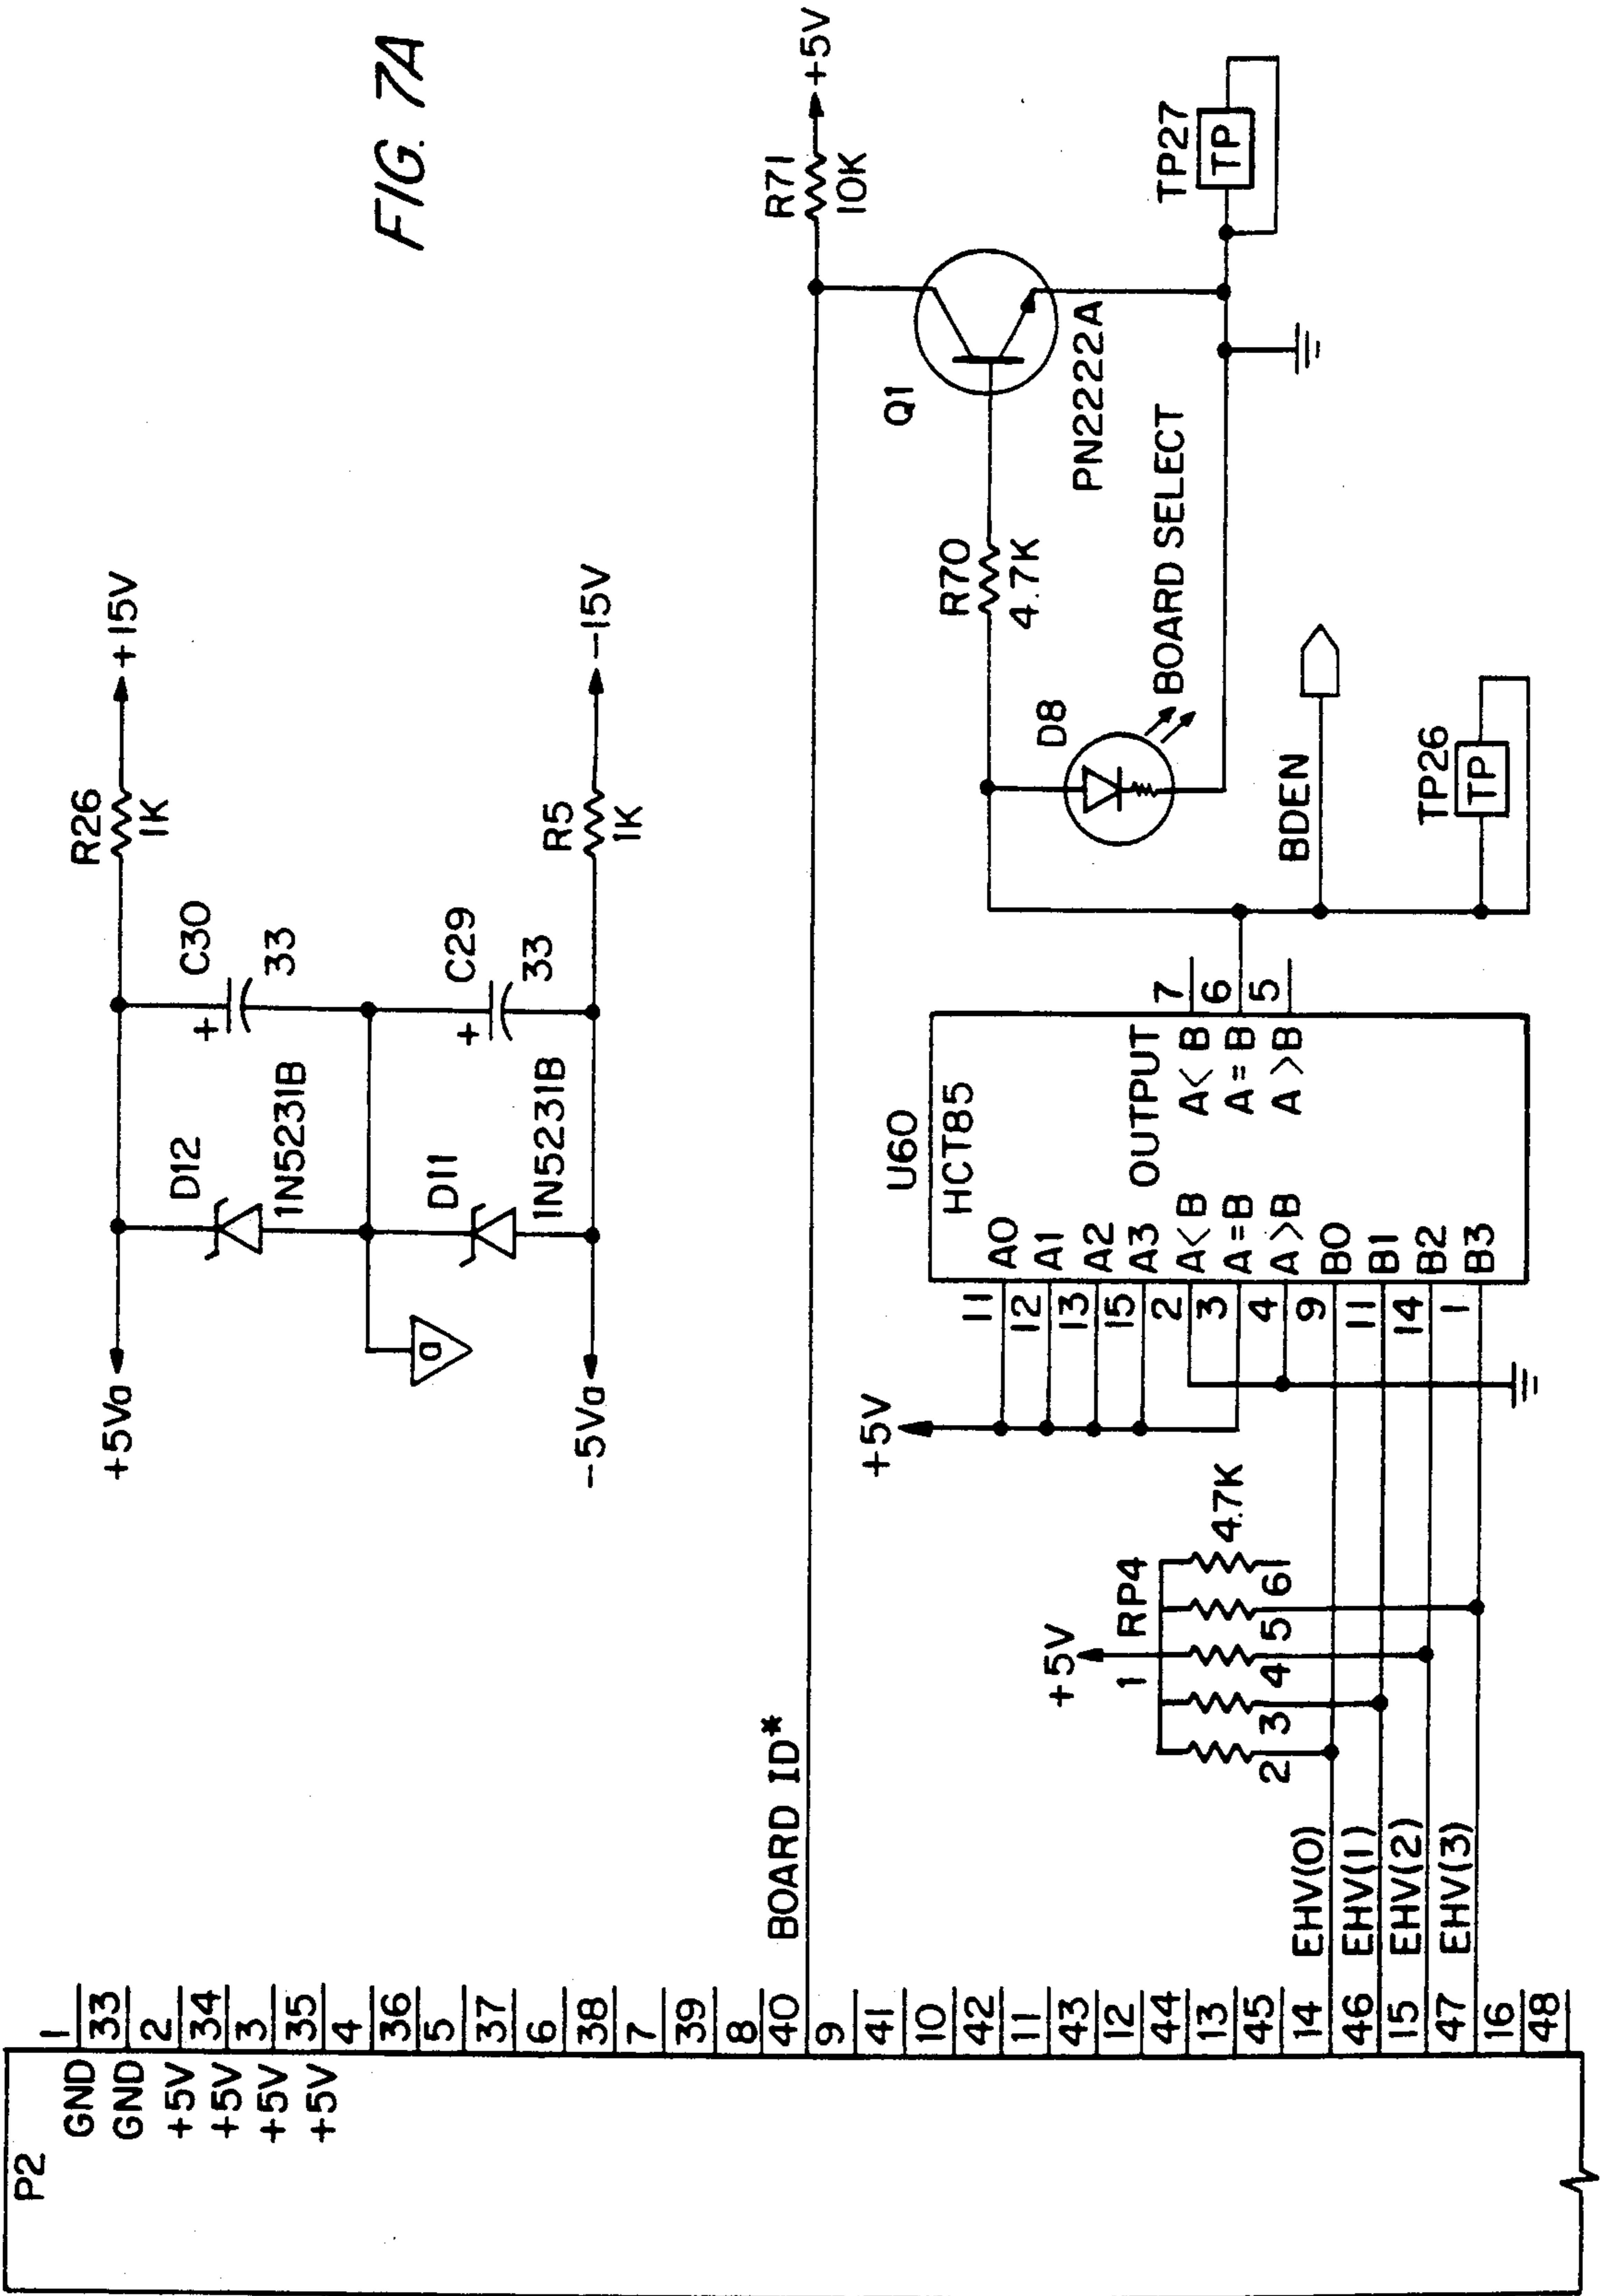 FIG. 7A
P2
GND
GND
+5V
+5V
+5V
+5V
1
33
2
34
3
35
4
36
5
37
6
38
7
39
8
40
9
41
10
42
11
43
12
44
13
45
14
46
15
47
16
48
+5Va
D12
1N5231B
C30
+
33
R26
1K
+15V
a
-5Va
D11
1N5231B
C29
+
33
R5
1K
-15V
BOARD ID*
R71
10K
+5V
Q1
PN2222A
R70
4.7K
D8
BOARD SELECT
TP27
TP
BDEN
TP26
TP
+5V
1
RP4
4.7K
2
3
4
5
6
EHV(0)
EHV(1)
EHV(2)
EHV(3)
+5V
U60
HCT85
11 A0
12 A1
13 A2
15 A3
2 A<B
3 A=B
4 A>B
9 B0
11 B1
14 B2
1 B3
OUTPUT
A<B 7
A=B 6
A>B 5